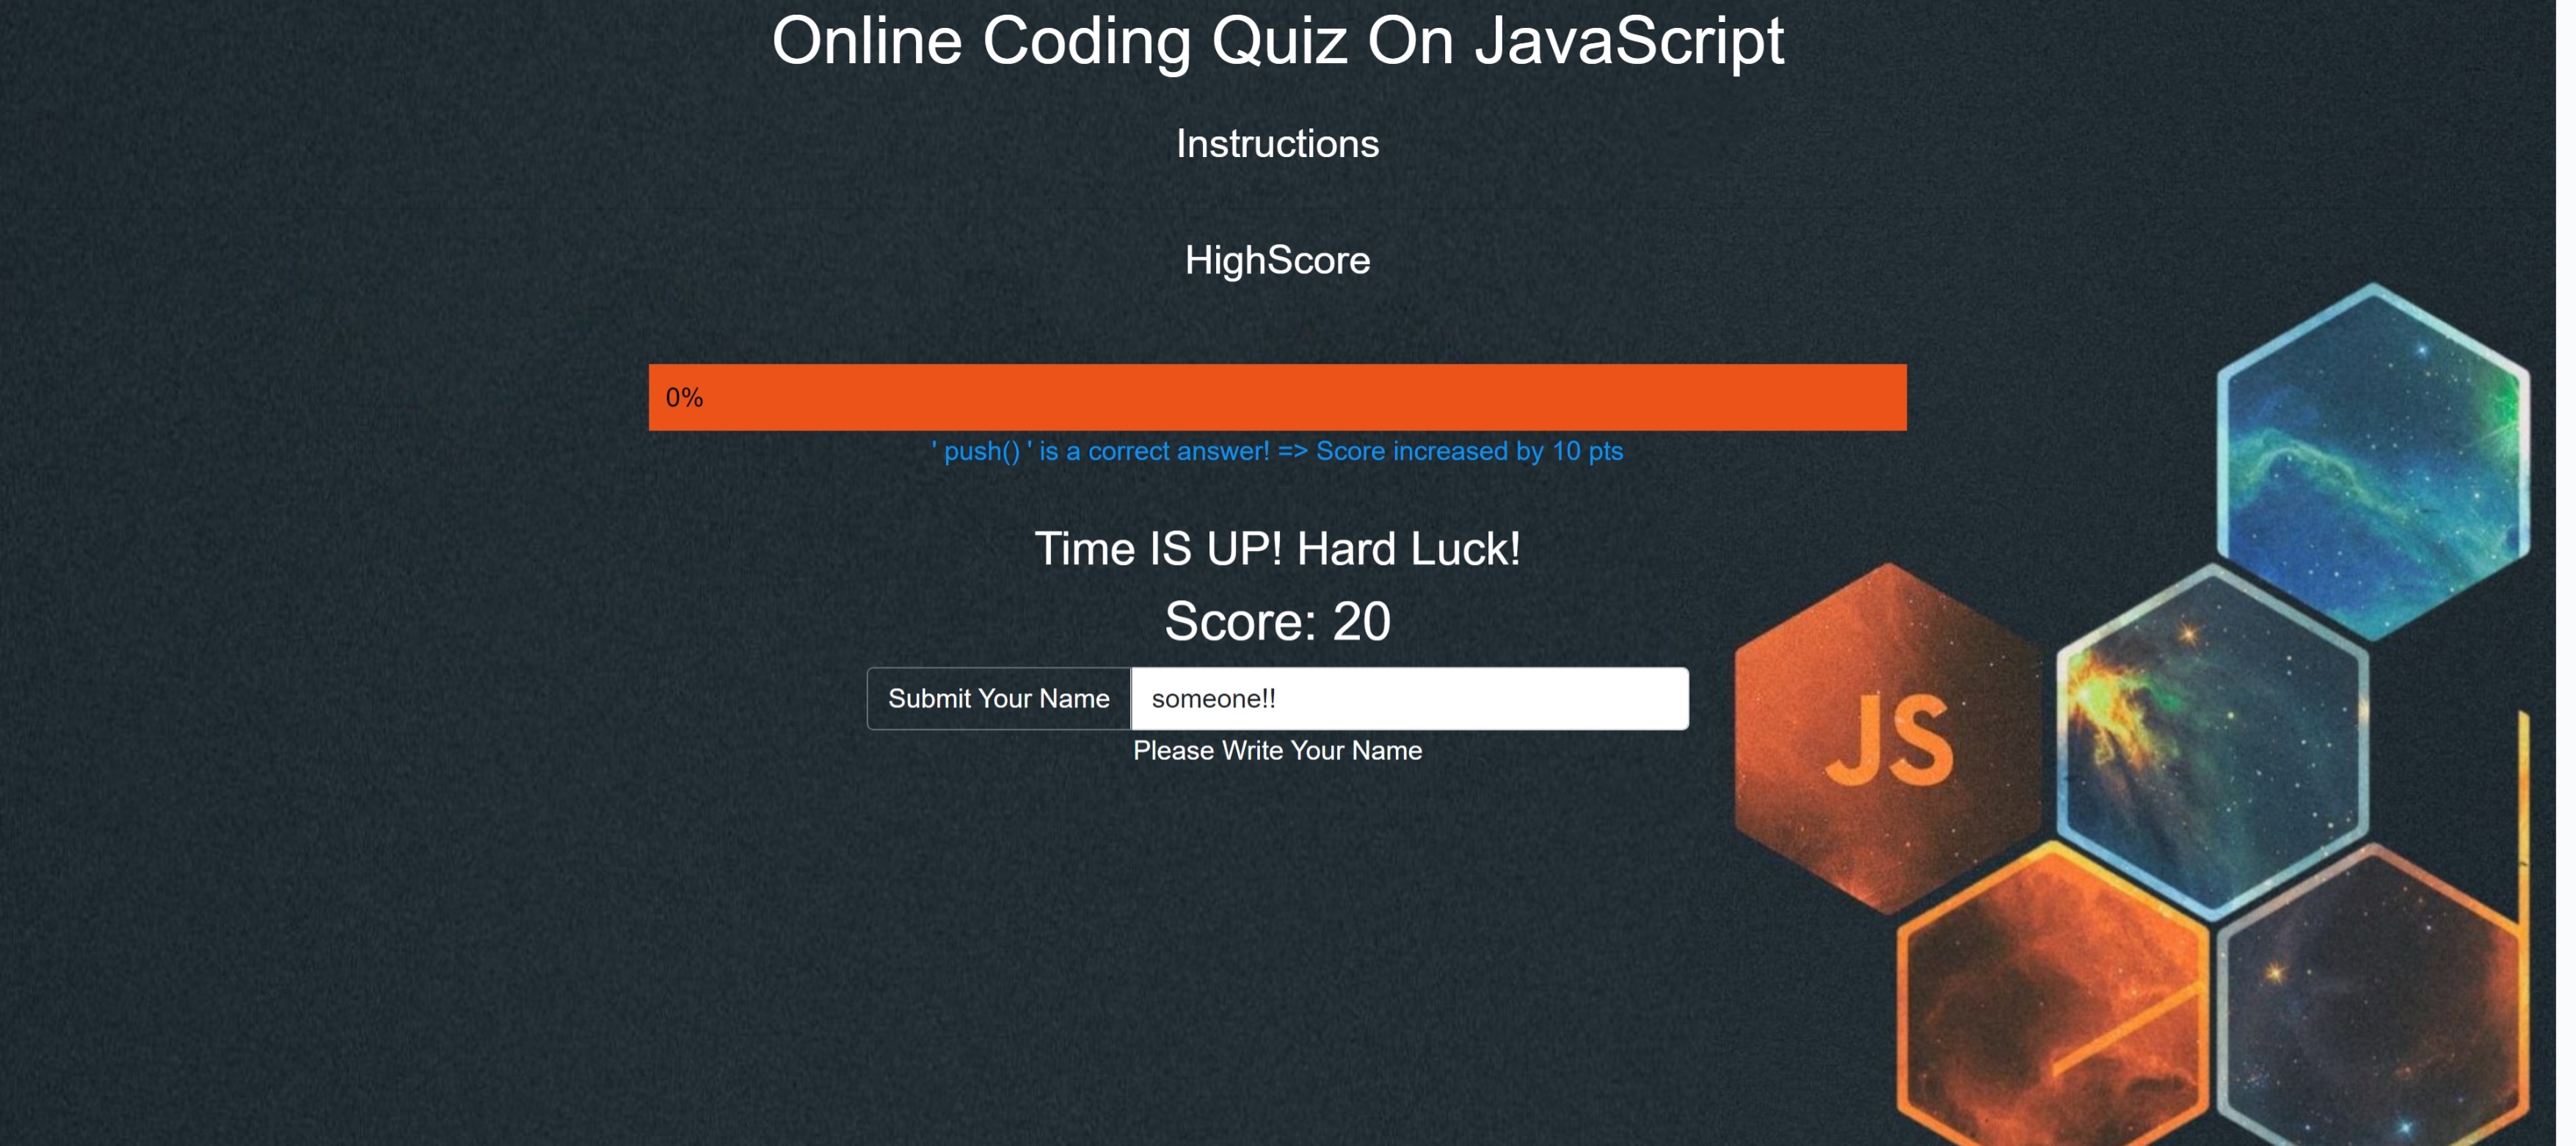 Online Coding Quiz On JavaScript
Instructions
HighScore
0%
' push() ' is a correct answer! => Score increased by 10 pts
Time IS UP! Hard Luck!
Score: 20
Submit Your Name someone!!
Please Write Your Name
JS